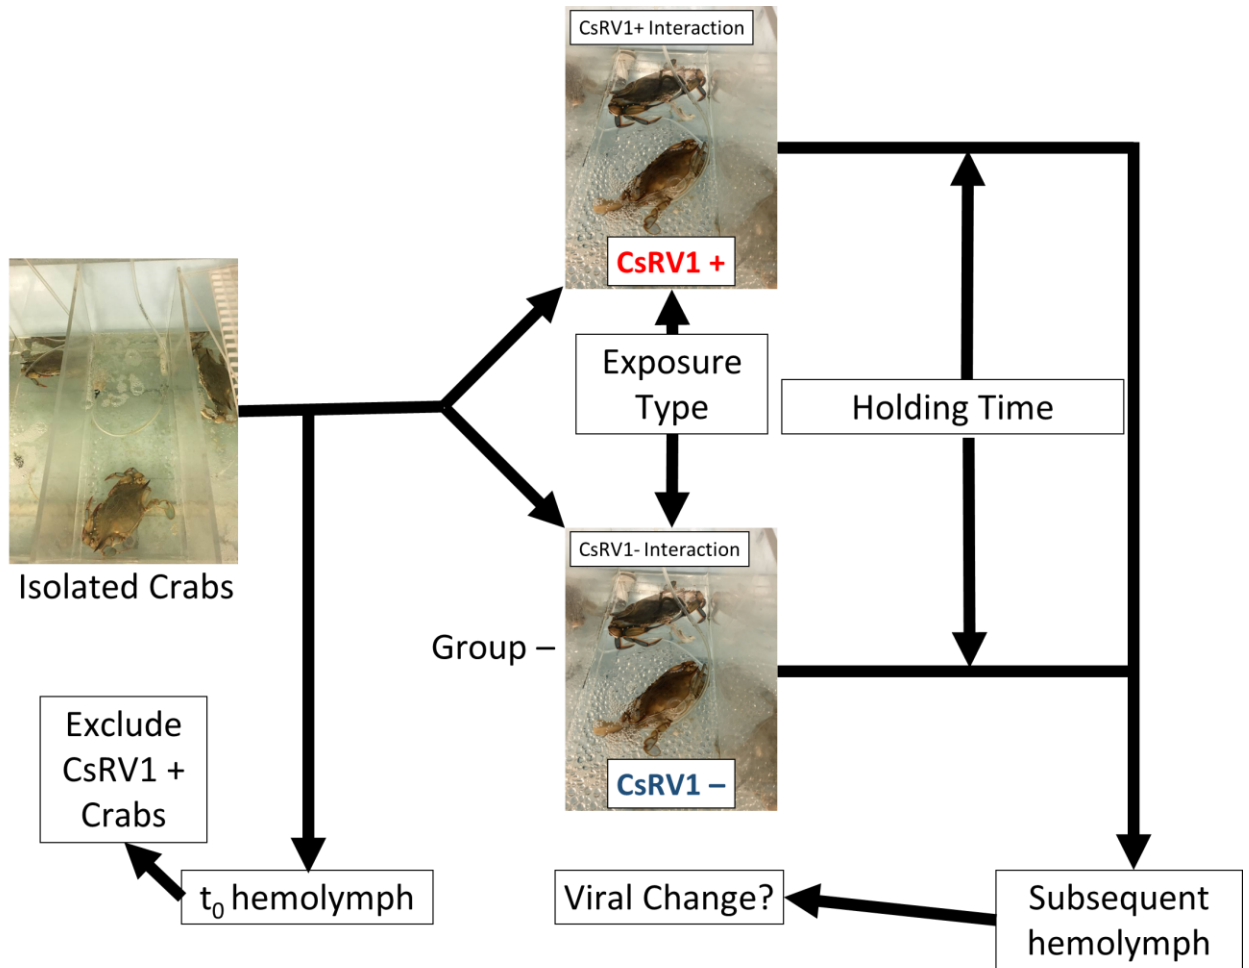 CsRV1+ Interaction
CsRV1 +
Exposure
Type
Holding Time
Isolated Crabs
CsRV1- Interaction
Group –
CsRV1 –
Exclude
CsRV1 +
Crabs
t₀ hemolymph
Viral Change?
Subsequent
hemolymph